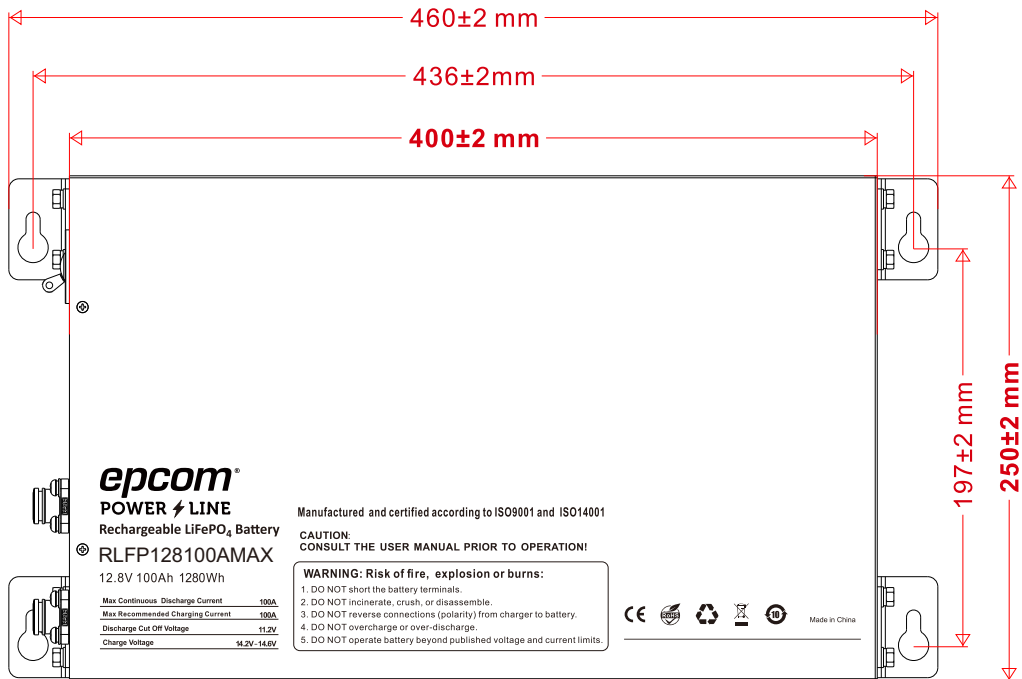 460±2 mm
436±2mm
400±2 mm
197±2 mm
250±2 mm
epcom®
POWER LINE
Rechargeable LiFePO4 Battery
RLFP128100AMAX
12.8V 100Ah 1280Wh
Max Continuous Discharge Current 100A
Max Recommended Charging Current 100A
Discharge Cut Off Voltage 11.2V
Charge Voltage 14.2V-14.6V
Manufactured and certified according to ISO9001 and ISO14001
CAUTION:
CONSULT THE USER MANUAL PRIOR TO OPERATION!
WARNING: Risk of fire, explosion or burns:
1. DO NOT short the battery terminals.
2. DO NOT incinerate, crush, or disassemble.
3. DO NOT reverse connections (polarity) from charger to battery.
4. DO NOT overcharge or over-discharge.
5. DO NOT operate battery beyond published voltage and current limits.
CE
RoHS
10
Made in China